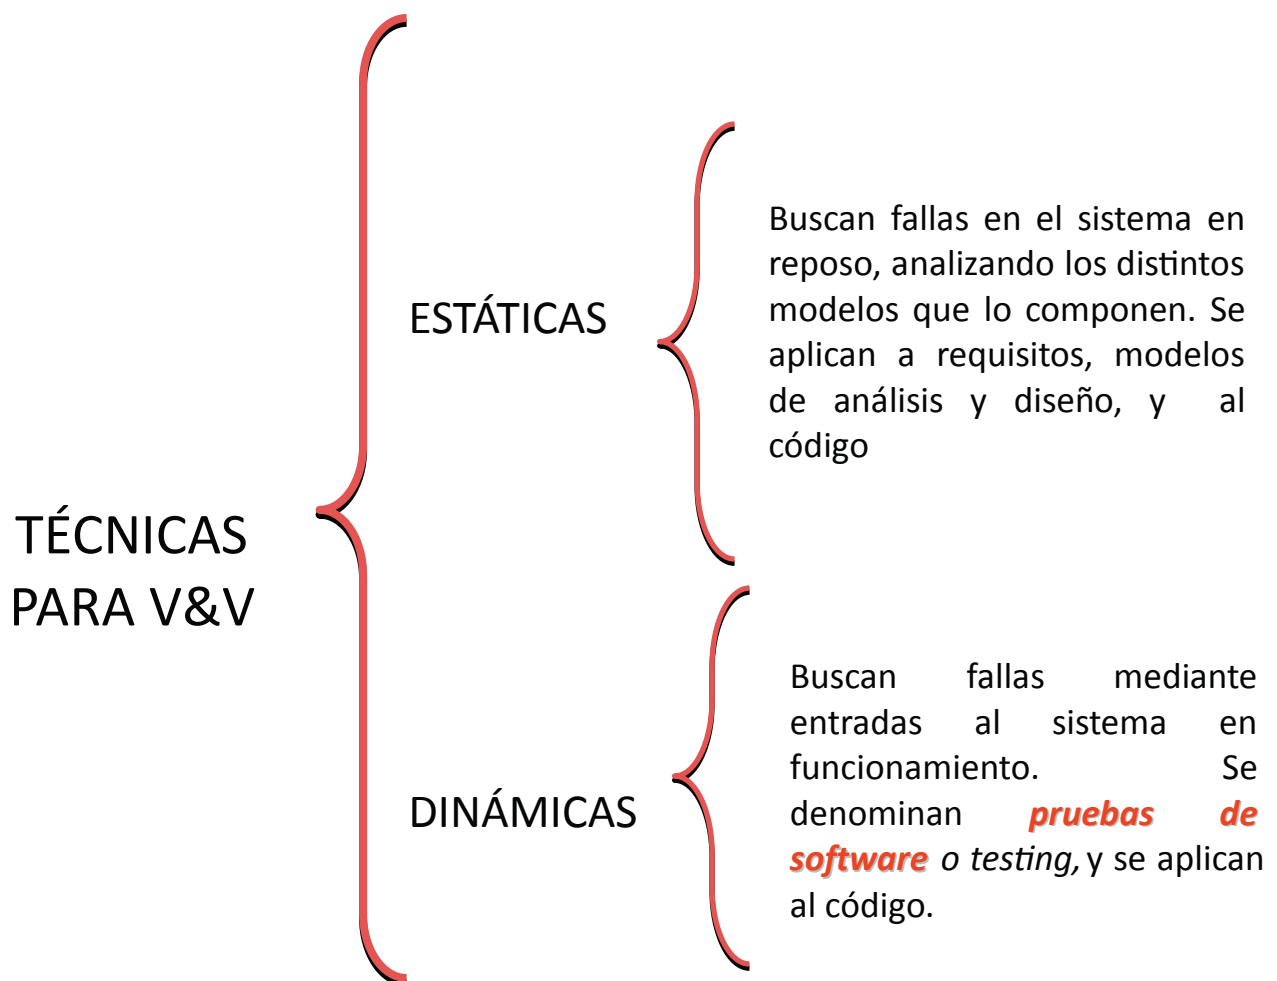 TÉCNICAS
PARA V&V
ESTÁTICAS
Buscan fallas en el sistema en
reposo, analizando los distintos
modelos que lo componen. Se
aplican a requisitos, modelos
de análisis y diseño, y al
código
DINÁMICAS
Buscan fallas mediante
entradas al sistema en
funcionamiento. Se
denominan pruebas de
software o testing, y se aplican
al código.